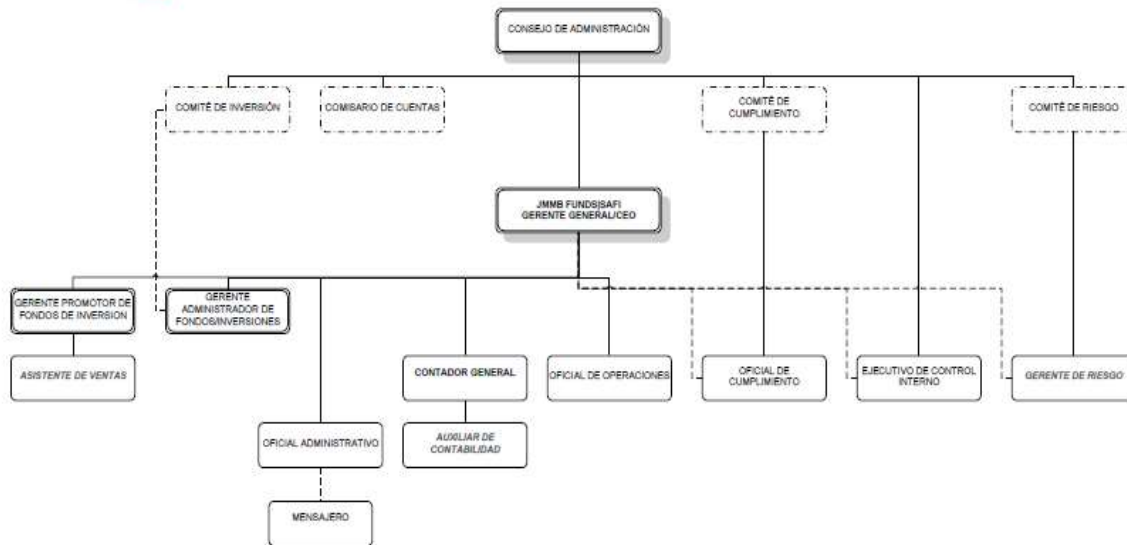 CONSEJO DE ADMINISTRACIÓN
COMITÉ DE INVERSIÓN
COMISARIO DE CUENTAS
COMITÉ DE
CUMPLIMIENTO
COMITÉ DE RIESGO
JMMB FUNDS|SAFI
GERENTE GENERAL/CEO
GERENTE PROMOTOR DE
FONDOS DE INVERSION
GERENTE
ADMINISTRADOR DE
FONDOS/INVERSIONES
ASISTENTE DE VENTAS
CONTADOR GENERAL
OFICIAL DE OPERACIONES
OFICIAL DE
CUMPLIMIENTO
EJECUTIVO DE CONTROL
INTERNO
GERENTE DE RIESGO
OFICIAL ADMINISTRATIVO
AUXILIAR DE
CONTABILIDAD
MENSAJERO